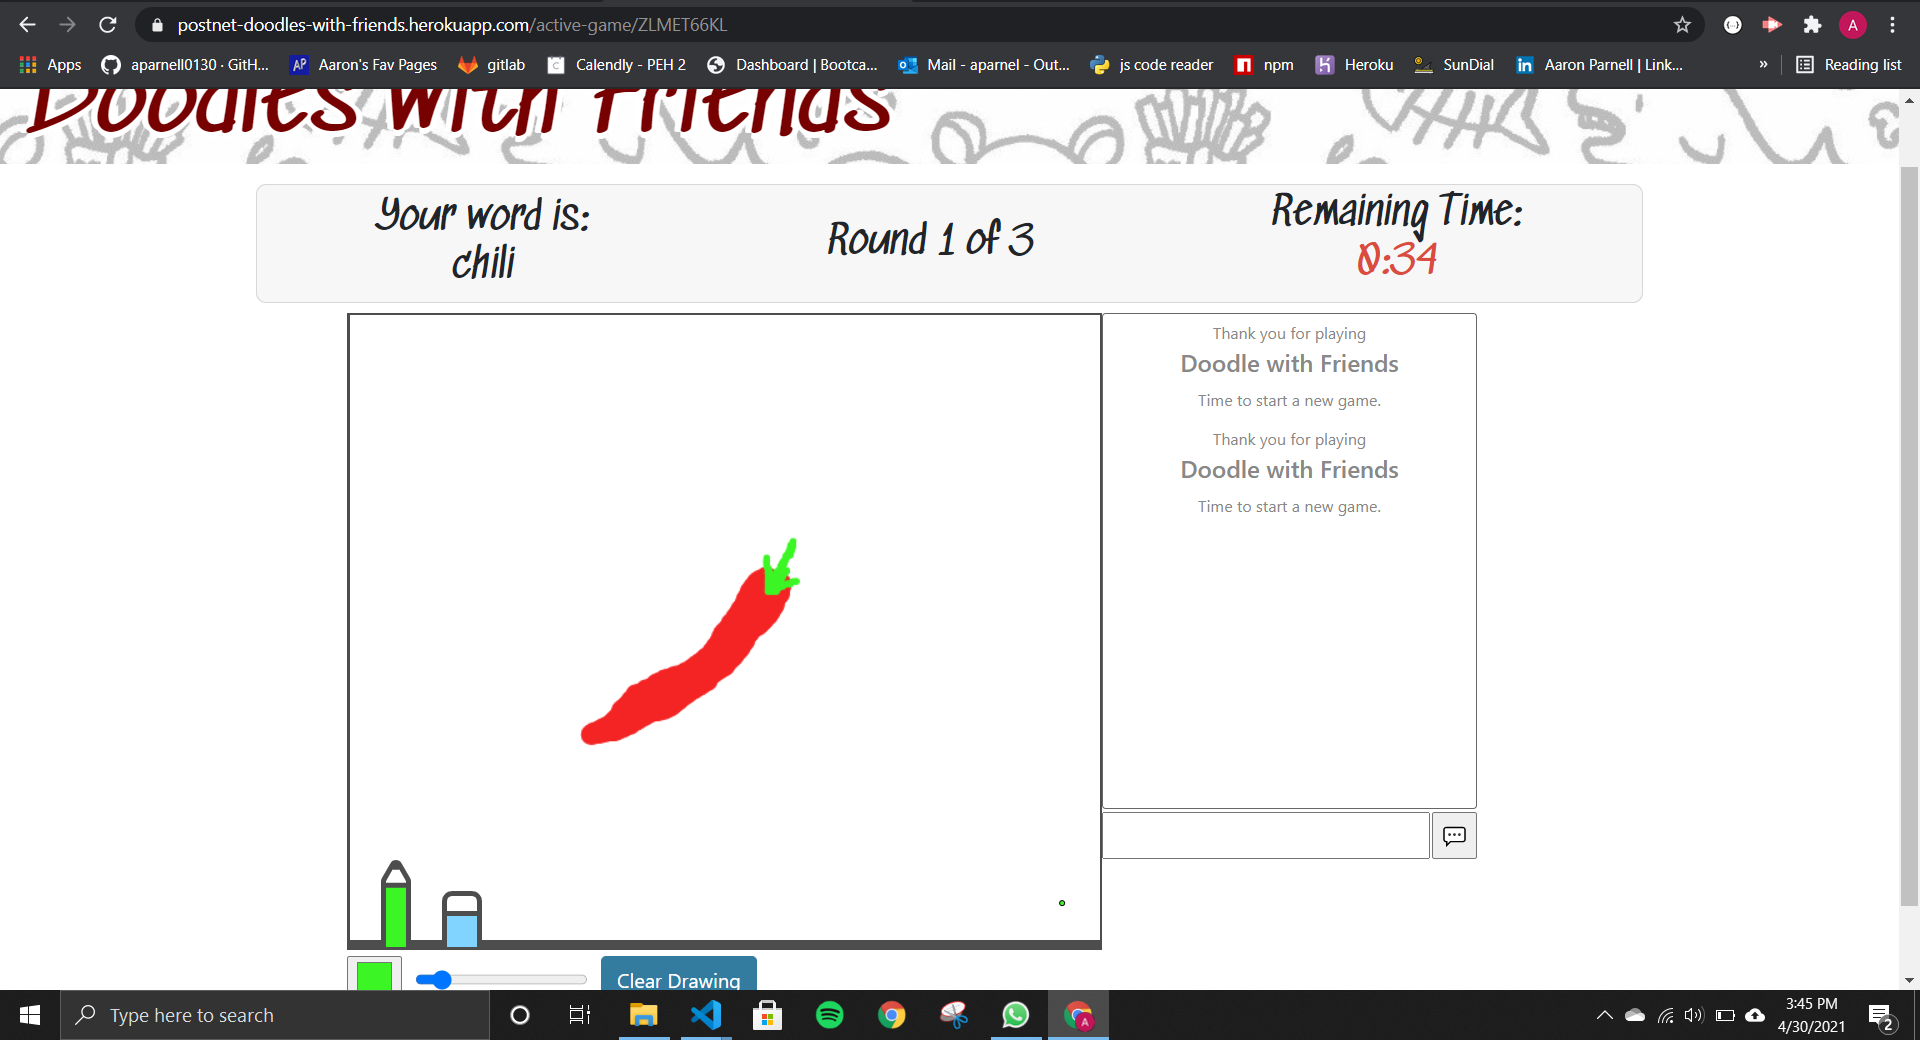 postnet-doodles-with-friends.herokuapp.com/active-game/ZLMET66KL
A
Apps
aparnell0130 · GitH...
AP
Aaron's Fav Pages
gitlab
Calendly - PEH 2
Dashboard | Bootca...
Mail - aparnel - Out...
js code reader
npm
Heroku
SunDial
Aaron Parnell | Link...
»
Reading list
Doodles with Friends
Your word is:
chili
Round 1 of 3
Remaining Time:
0:34
Thank you for playing
Doodle with Friends
Time to start a new game.
Thank you for playing
Doodle with Friends
Time to start a new game.
Clear Drawing
Type here to search
A
3:45 PM
4/30/2021
2